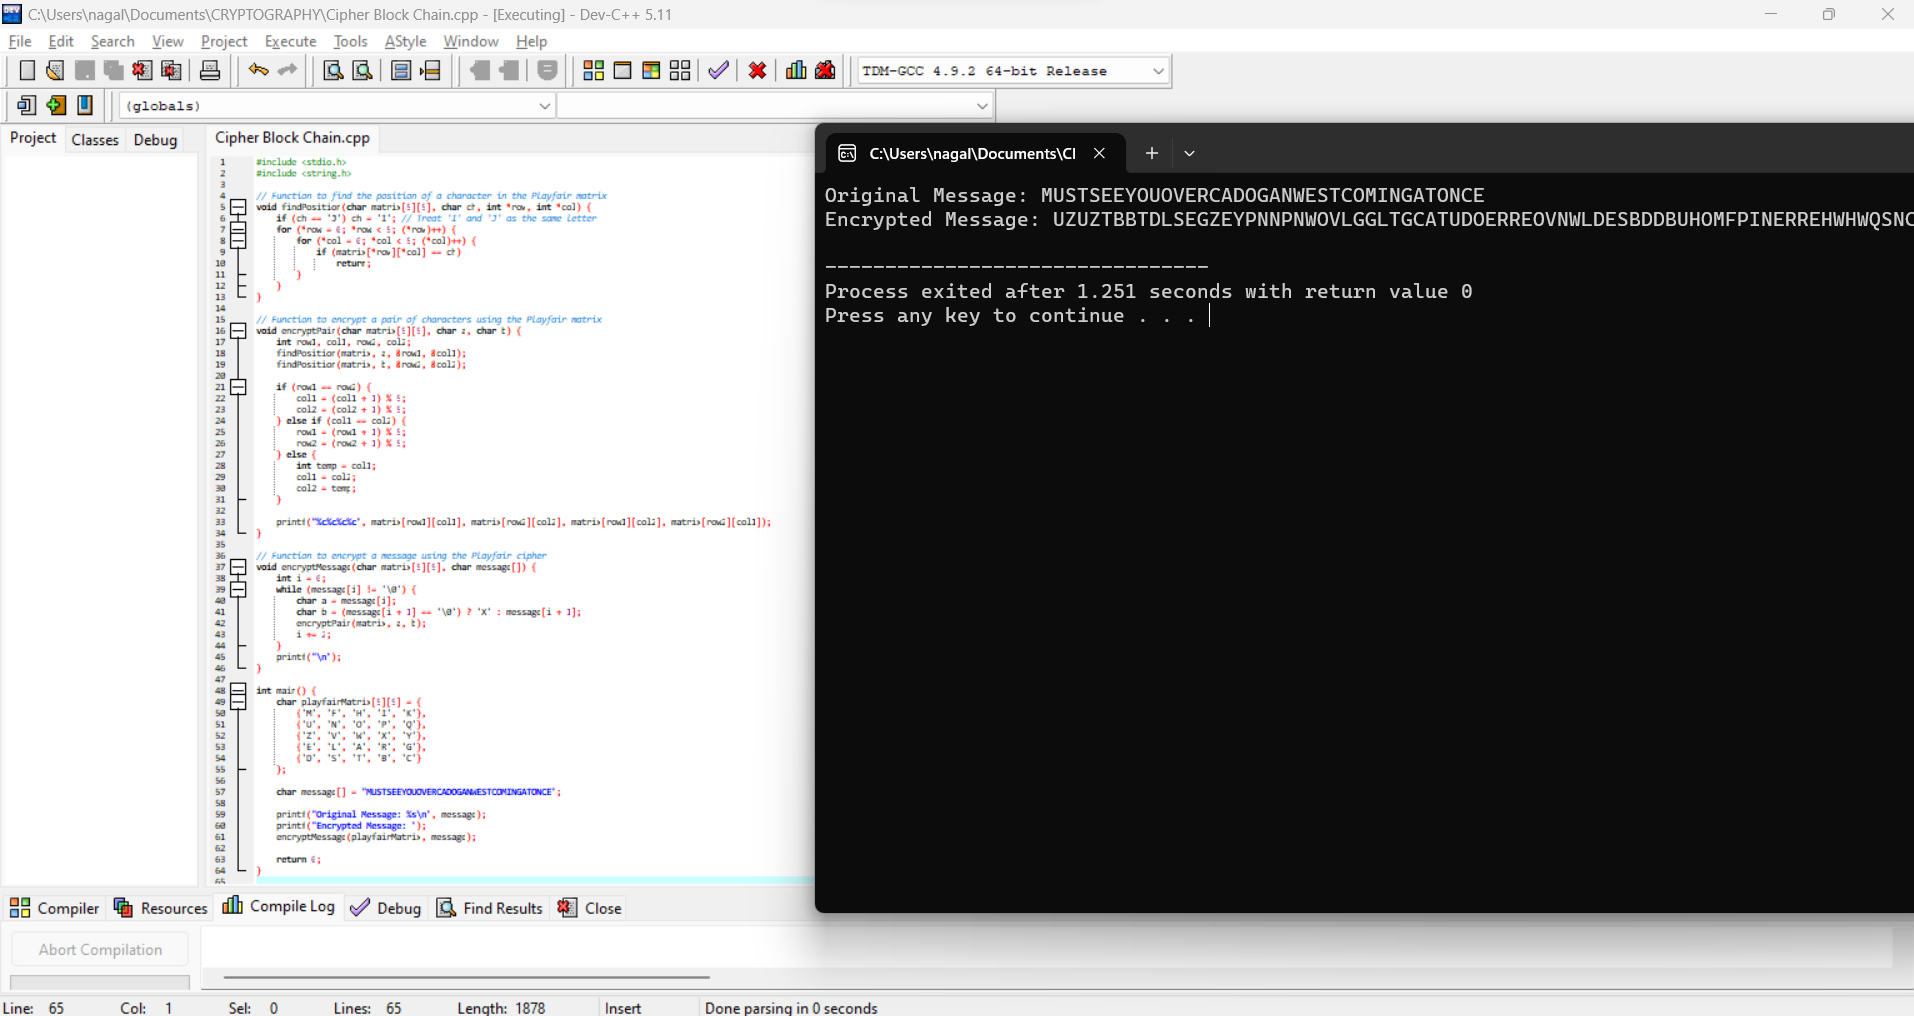 C:\Users\nagal\Documents\CRYPTOGRAPHY\Cipher Block Chain.cpp - [Executing] - Dev-C++ 5.11
File Edit Search View Project Execute Tools AStyle Window Help
TDM-GCC 4.9.2 64-bit Release
(globals)
Project Classes Debug
Cipher Block Chain.cpp
1 #include <stdio.h>
2 #include <string.h>
3
4 // Function to find the position of a character in the Playfair matrix
5 void findPosition(char matrix[5][5], char ch, int *row, int *col) {
6 if (ch == 'J') ch = 'I'; // Treat 'I' and 'J' as the same letter
7 for (*row = 0; *row < 5; (*row)++) {
8 for (*col = 0; *col < 5; (*col)++) {
9 if (matrix[*row][*col] == ch)
10 return;
11 }
12 }
13 }
14
15 // Function to encrypt a pair of characters using the Playfair matrix
16 void encryptPair(char matrix[5][5], char a, char b) {
17 int row1, col1, row2, col2;
18 findPosition(matrix, a, &row1, &col1);
19 findPosition(matrix, b, &row2, &col2);
20
21 if (row1 == row2) {
22 col1 = (col1 + 1) % 5;
23 col2 = (col2 + 1) % 5;
24 } else if (col1 == col2) {
25 row1 = (row1 + 1) % 5;
26 row2 = (row2 + 1) % 5;
27 } else {
28 int temp = col1;
29 col1 = col2;
30 col2 = temp;
31 }
32
33 printf("%c%c%c%c", matrix[row1][col1], matrix[row2][col2], matrix[row1][col2], matrix[row2][col1]);
34 }
35
36 // Function to encrypt a message using the Playfair cipher
37 void encryptMessage(char matrix[5][5], char message[]) {
38 int i = 0;
39 while (message[i] != '\0') {
40 char a = message[i];
41 char b = (message[i + 1] == '\0') ? 'X' : message[i + 1];
42 encryptPair(matrix, a, b);
43 i += 2;
44 }
45 printf("\n");
46 }
47
48 int main() {
49 char playfairMatrix[5][5] = {
50 {'M', 'F', 'H', 'I', 'K'},
51 {'U', 'N', 'O', 'P', 'Q'},
52 {'Z', 'V', 'W', 'X', 'Y'},
53 {'E', 'L', 'A', 'R', 'G'},
54 {'D', 'S', 'T', 'B', 'C'}
55 };
56
57 char message[] = "MUSTSEEYOUOVERCADOGANWESTCOMINGATONCE";
58
59 printf("Original Message: %s\n", message);
60 printf("Encrypted Message: ");
61 encryptMessage(playfairMatrix, message);
62
63 return 0;
64 }
65
C:\Users\nagal\Documents\CI
Original Message: MUSTSEEYOUOVERCADOGANWESTCOMINGATONCE
Encrypted Message: UZUZTBBTDLSEGZEYPNNPNWOVLGGLTGCATUDOERREOVNWLDESBDDBUHOMFPINERREHWHWQSNC
--------------------------------
Process exited after 1.251 seconds with return value 0
Press any key to continue . . .
Compiler Resources Compile Log Debug Find Results Close
Abort Compilation
Line: 65 Col: 1 Sel: 0 Lines: 65 Length: 1878 Insert Done parsing in 0 seconds